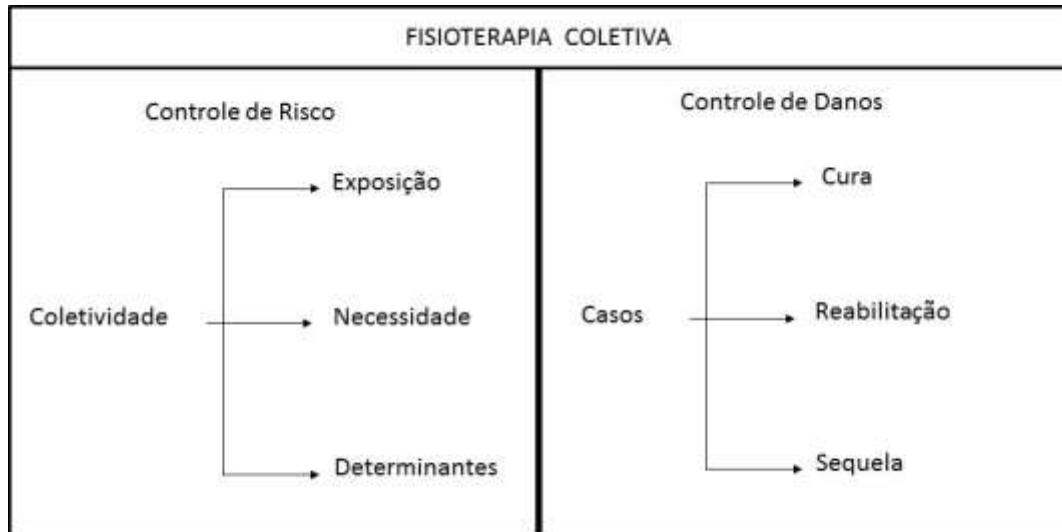 FISIOTERAPIA COLETIVA
Controle de Risco
Exposição
Coletividade
Necessidade
Determinantes
Controle de Danos
Cura
Casos
Reabilitação
Sequela